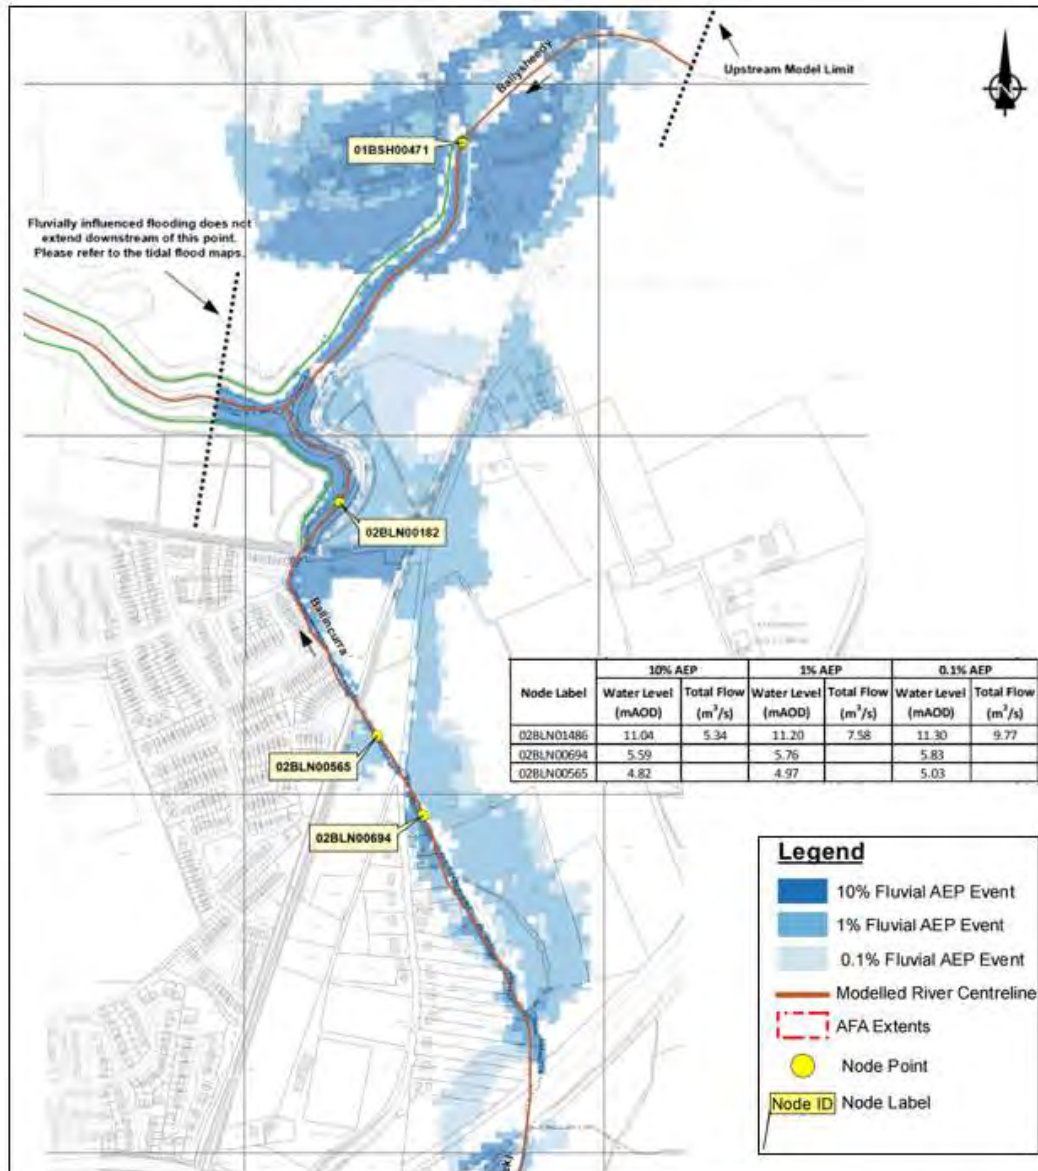 Ballysheedy
Upstream Model Limit
N
01BSH00471
Fluvially influenced flooding does not
extend downstream of this point.
Please refer to the tidal flood maps.
02BLN00182
Ballincurra
10% AEP 1% AEP 0.1% AEP
Node Label Water Level Total Flow Water Level Total Flow Water Level Total Flow
(mAOD) (m³/s) (mAOD) (m³/s) (mAOD) (m³/s)
02BLN01486 11.04 5.34 11.20 7.58 11.30 9.77
02BLN00694 5.59 5.76 5.83
02BLN00565 4.82 4.97 5.03
02BLN00565
02BLN00694
Legend
10% Fluvial AEP Event
1% Fluvial AEP Event
0.1% Fluvial AEP Event
Modelled River Centreline
AFA Extents
Node Point
Node ID Node Label